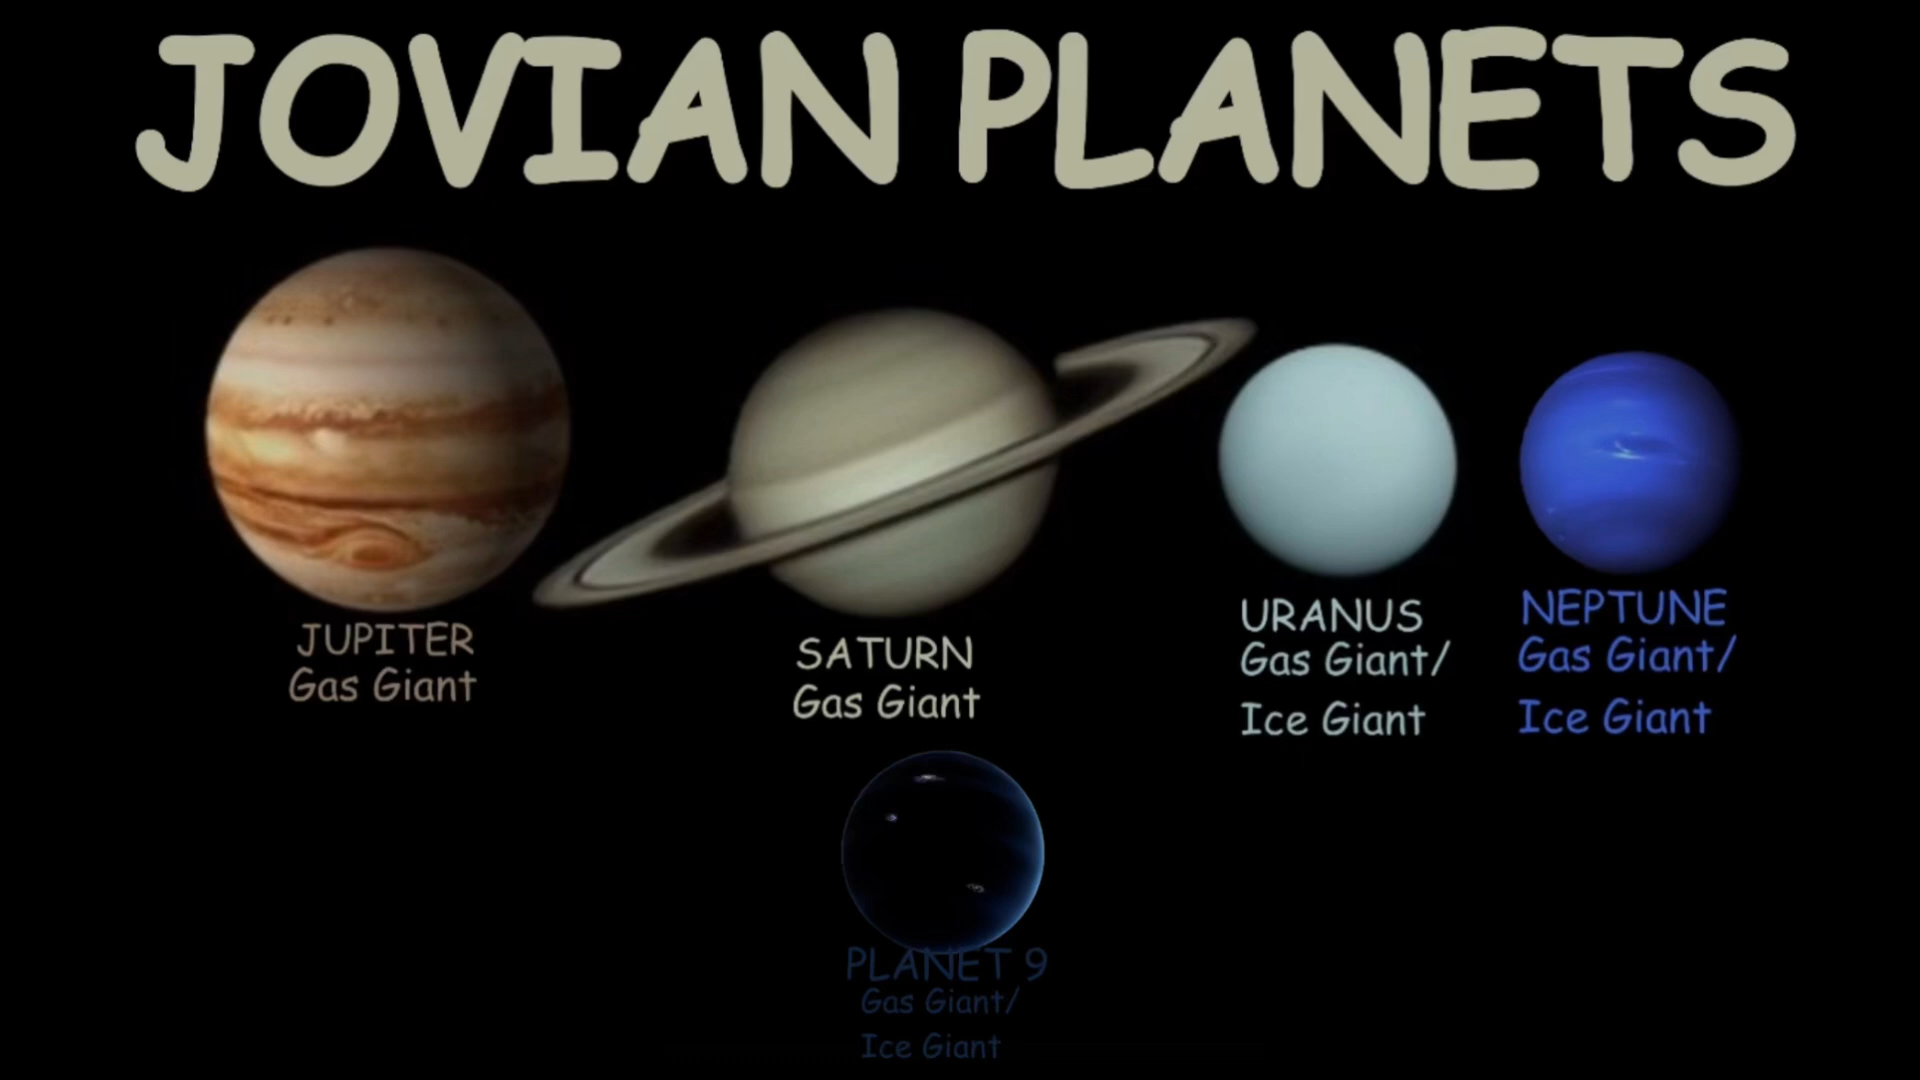 JOVIAN PLANETS
JUPITER
Gas Giant
SATURN
Gas Giant
URANUS
Gas Giant/
Ice Giant
NEPTUNE
Gas Giant/
Ice Giant
PLANET 9
Gas Giant/
Ice Giant